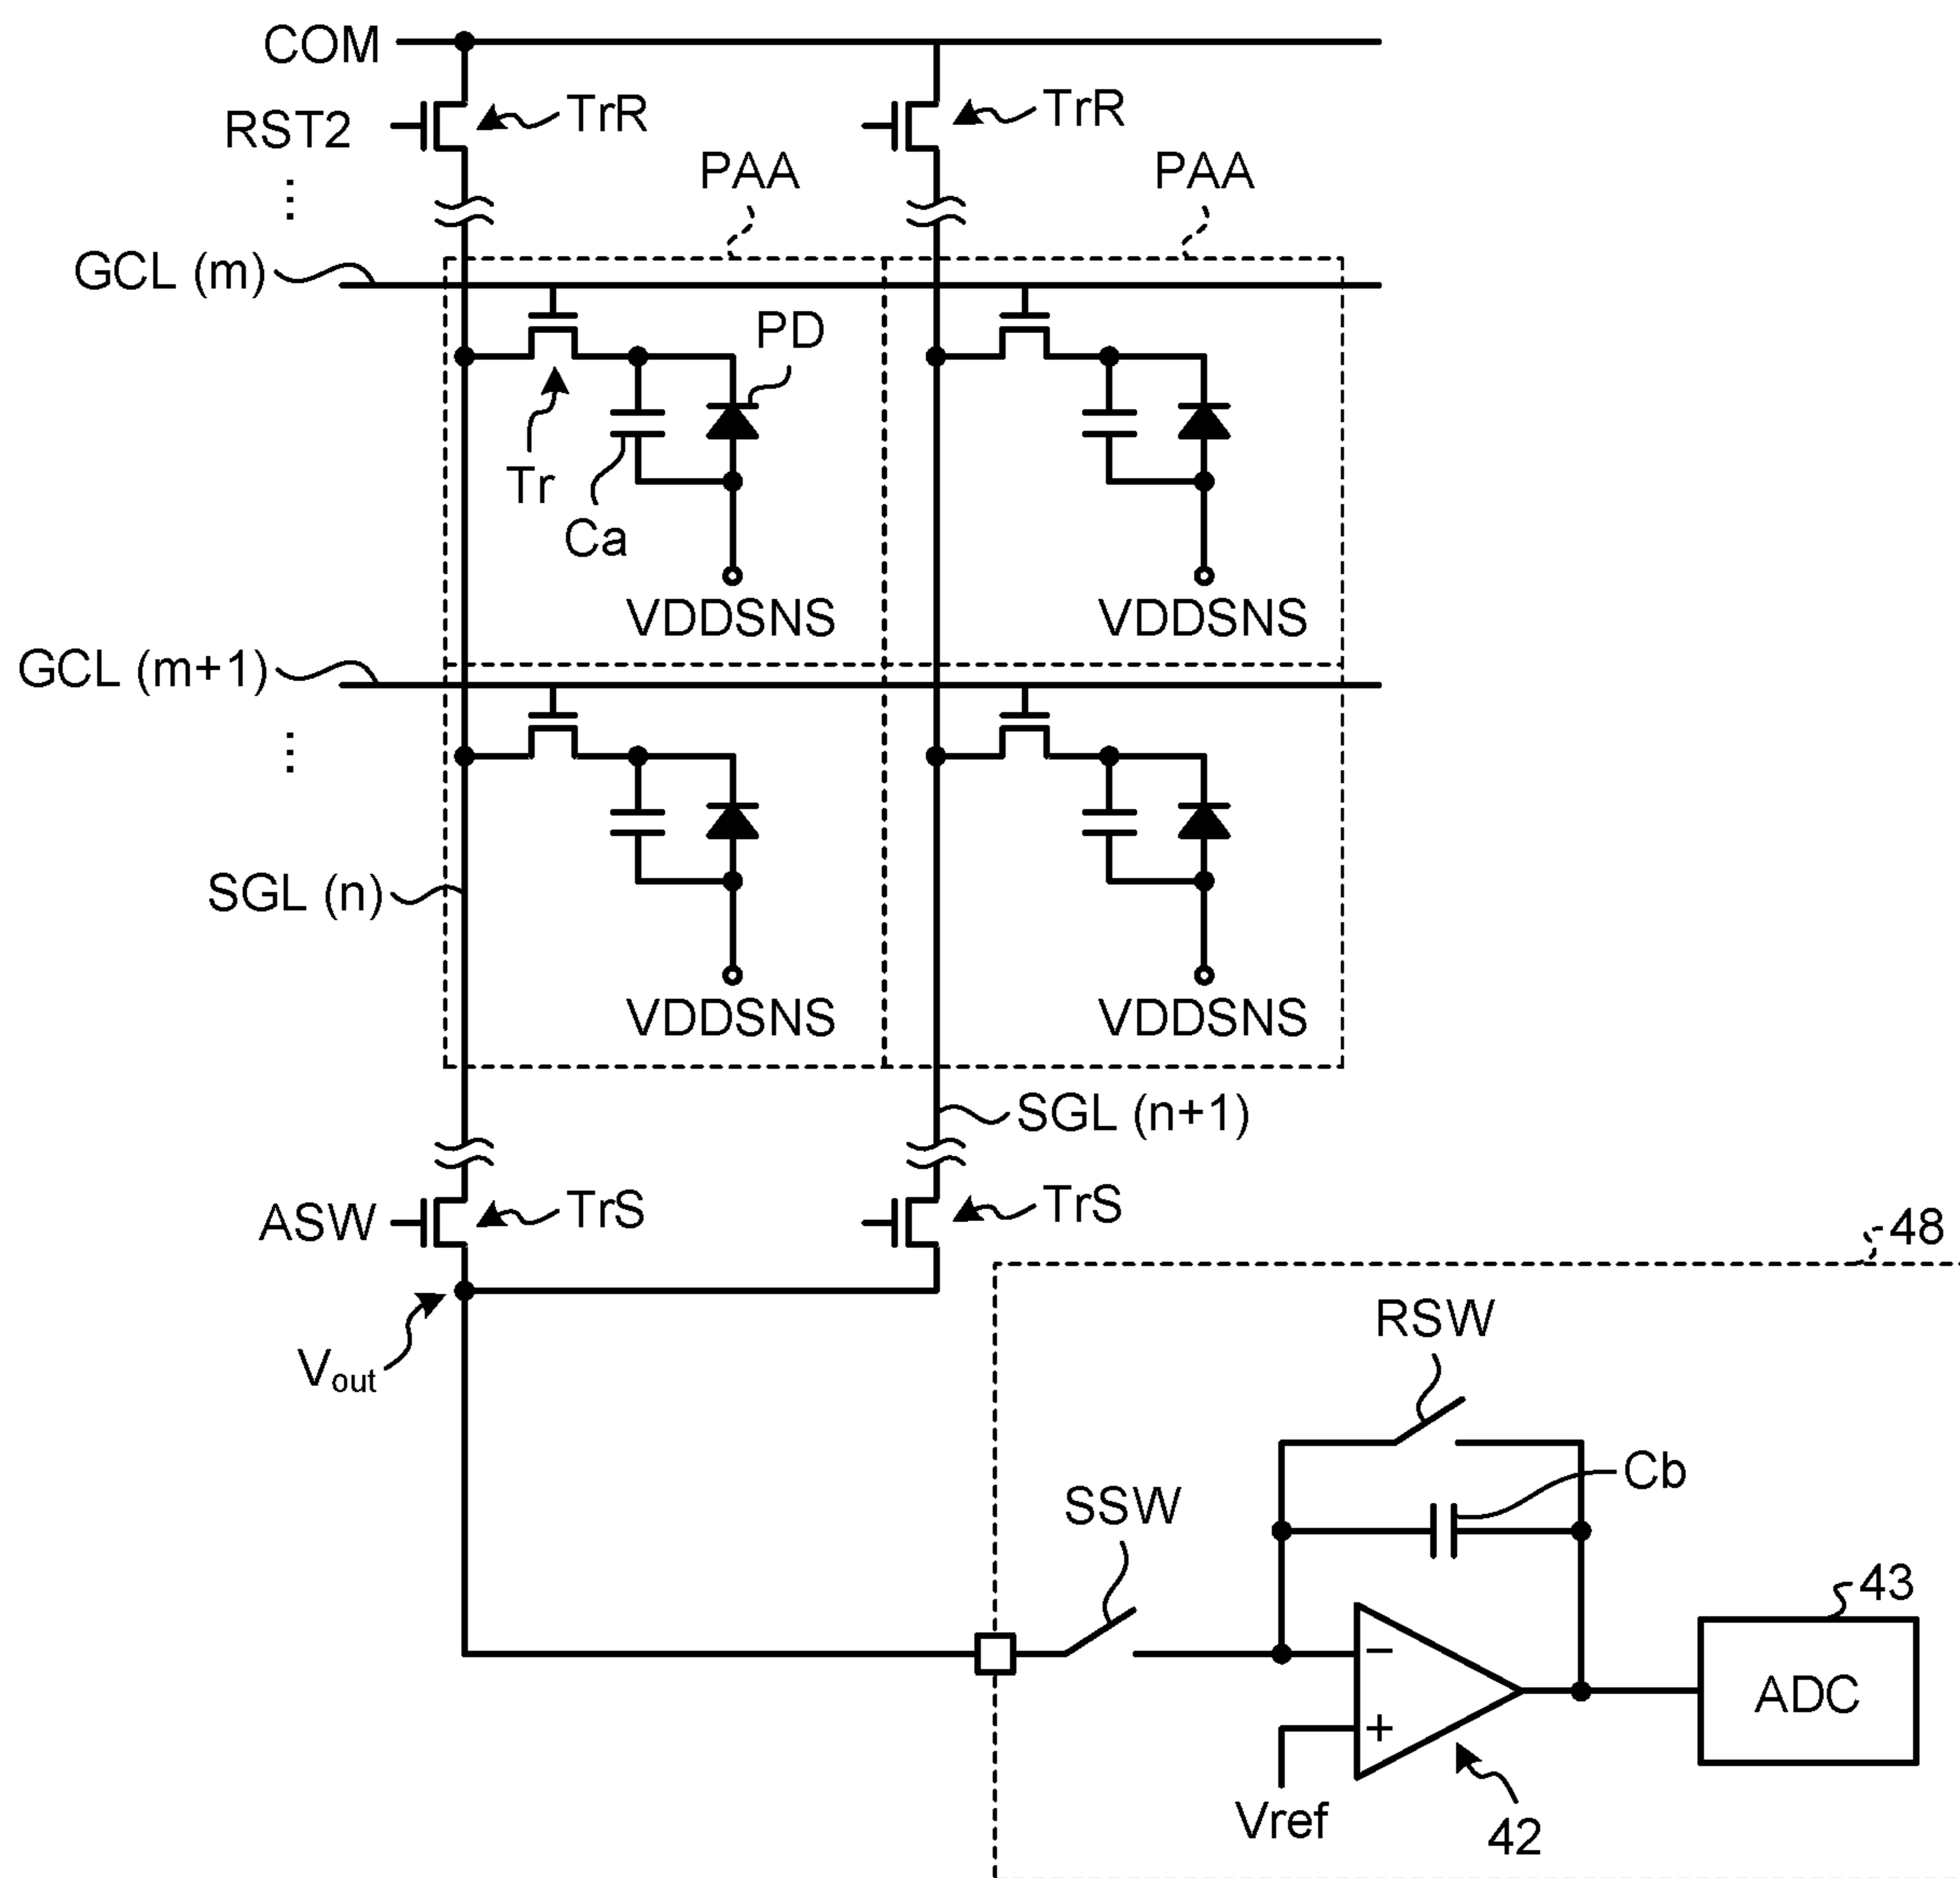 COM
TrR
TrR
RST2
PAA
PAA
⋮
GCL (m)
PD
Tr
Ca
VDDSNS
VDDSNS
GCL (m+1)
⋮
SGL (n)
VDDSNS
VDDSNS
SGL (n+1)
ASW
TrS
TrS
48
RSW
Vout
Cb
SSW
43
−
ADC
+
Vref
42